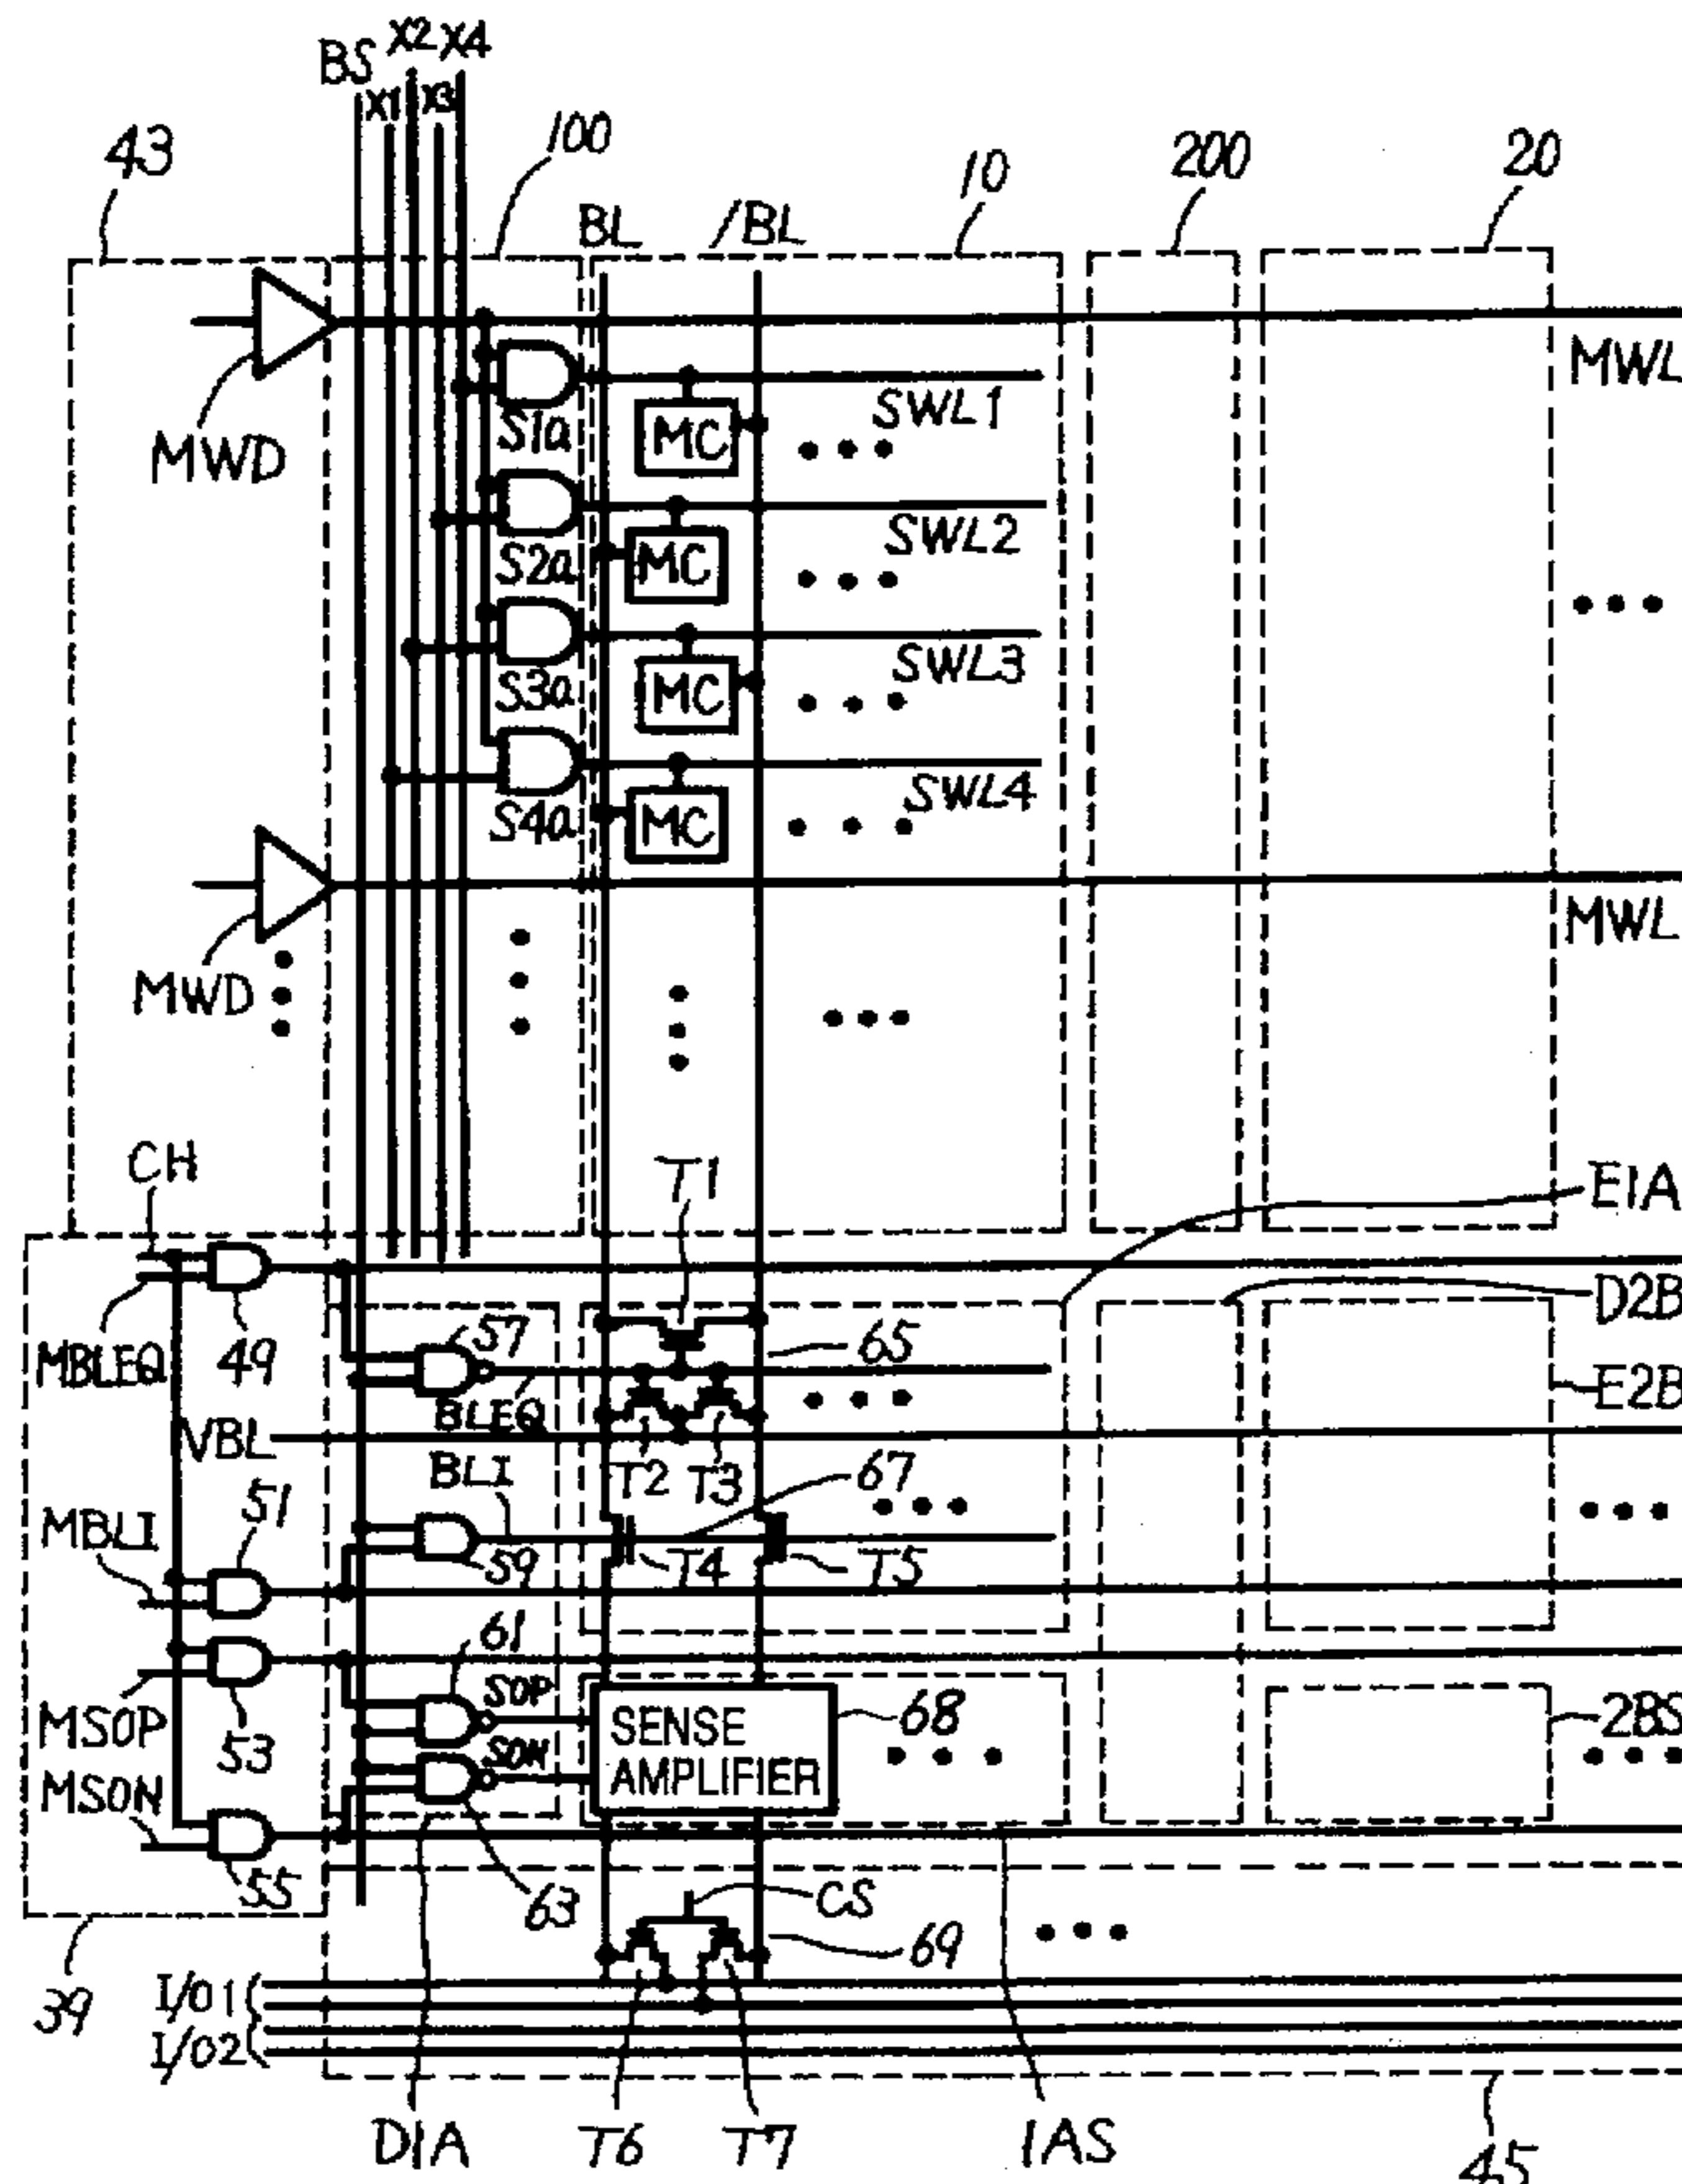 BS X2 X4
X1 X3
43
100
10
200
20
BL
/BL
MWD
S1a
MC
SWL1
MWL
S2a
MC
SWL2
S3a
MC
SWL3
S4a
MC
SWL4
MWD
MWL
CH
T1
E1A
MBLEQ
49
57
65
D2B
BLEQ
E2B
VBL
T2
T3
BLI
67
MBLI
51
59
T4
T5
61
MSOP
53
SOP
SENSE
AMPLIFIER
68
2BS
MSON
SON
55
63
CS
69
39
I/O1
I/O2
D1A
T6
T7
1AS
45